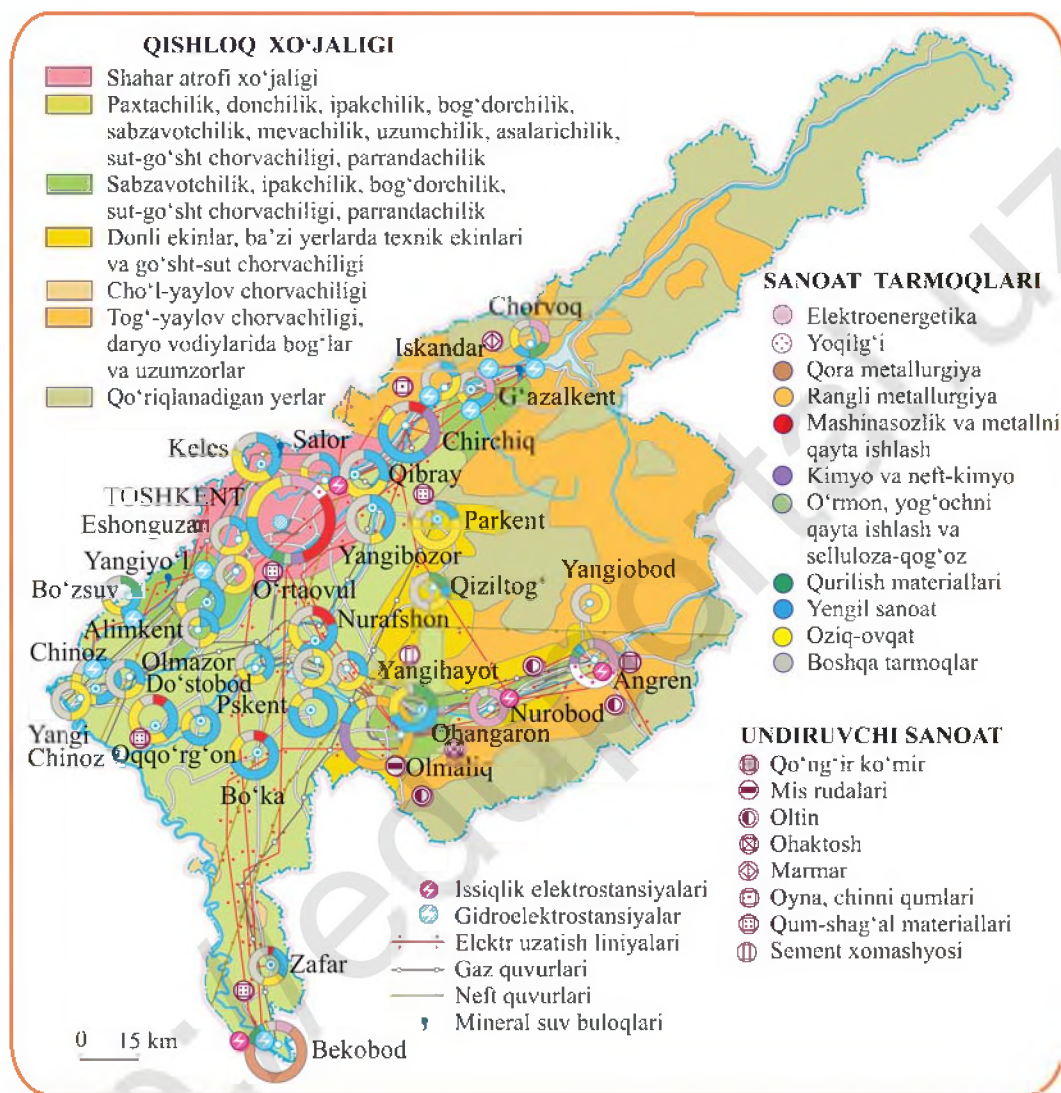 QISHLOQ XO‘JALIGI
Shahar atrofi xo‘jaligi
Paxtachilik, donchilik, ipakchilik, bog‘dorchilik,
sabzavotchilik, mevachilik, uzumchilik, asalarichilik,
sut-go‘sht chorvachiligi, parrandachilik
Sabzavotchilik, ipakchilik, bog‘dorchilik,
sut-go‘sht chorvachiligi, parrandachilik
Donli ekinlar, ba’zi yerlarda texnik ekinlari
va go‘sht-sut chorvachiligi
Cho‘l-yaylov chorvachiligi
Tog‘-yaylov chorvachiligi,
daryo vodiylarida bog‘lar
va uzumzorlar
Qo‘riqlanadigan yerlar
SANOAT TARMOQLARI
Elektroenergetika
Yoqilg‘i
Qora metallurgiya
Rangli metallurgiya
Mashinasozlik va metallni
qayta ishlash
Kimyo va neft-kimyo
O‘rmon, yog‘ochni
qayta ishlash va
selluloza-qog‘oz
Qurilish materiallari
Yengil sanoat
Oziq-ovqat
Boshqa tarmoqlar
Chorvoq
Iskandar
G‘azalkent
Chirchiq
Keles
Salor
Qibray
TOSHKENT
Eshonguzar
Parkent
Yangibozor
Yangiyo‘l
Bo‘zsuv
O‘rtaovul
Qiziltog‘
Yangiobod
Nurafshon
Alimkent
Chinoz
Olmazor
Yangihayot
Do‘stobod
Angren
Pskent
Nurobod
Yangi
Chinoz
Oqqo‘rg‘on
Ohangaron
Olmaliq
Bo‘ka
Zafar
Bekobod
UNDIRUVCHI SANOAT
Qo‘ng‘ir ko‘mir
Mis rudalari
Oltin
Ohaktosh
Marmar
Oyna, chinni qumlari
Qum-shag‘al materiallari
Sement xomashyosi
Issiqlik elektrostansiyalari
Gidroelektrostansiyalar
Elektr uzatish liniyalari
Gaz quvurlari
Neft quvurlari
Mineral suv buloqlari
0 15 km